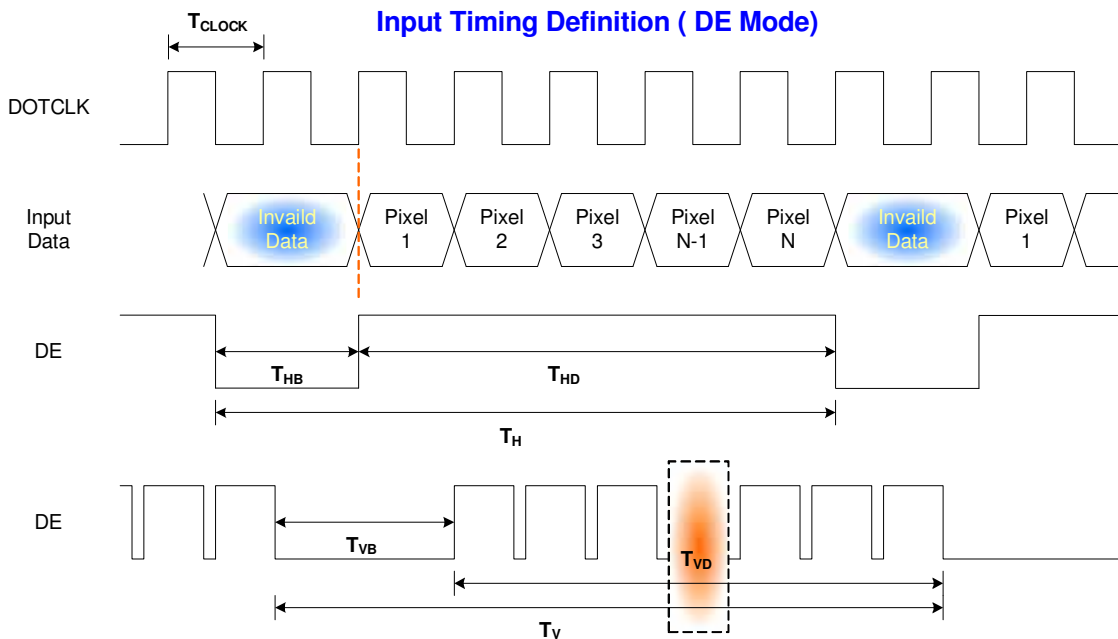 Input Timing Definition ( DE Mode)
TCLOCK
DOTCLK
Input
Data
Invaild
Data
Pixel
1
Pixel
2
Pixel
3
Pixel
N-1
Pixel
N
Invaild
Data
Pixel
1
DE
THB
THD
TH
DE
TVB
TVD
TV